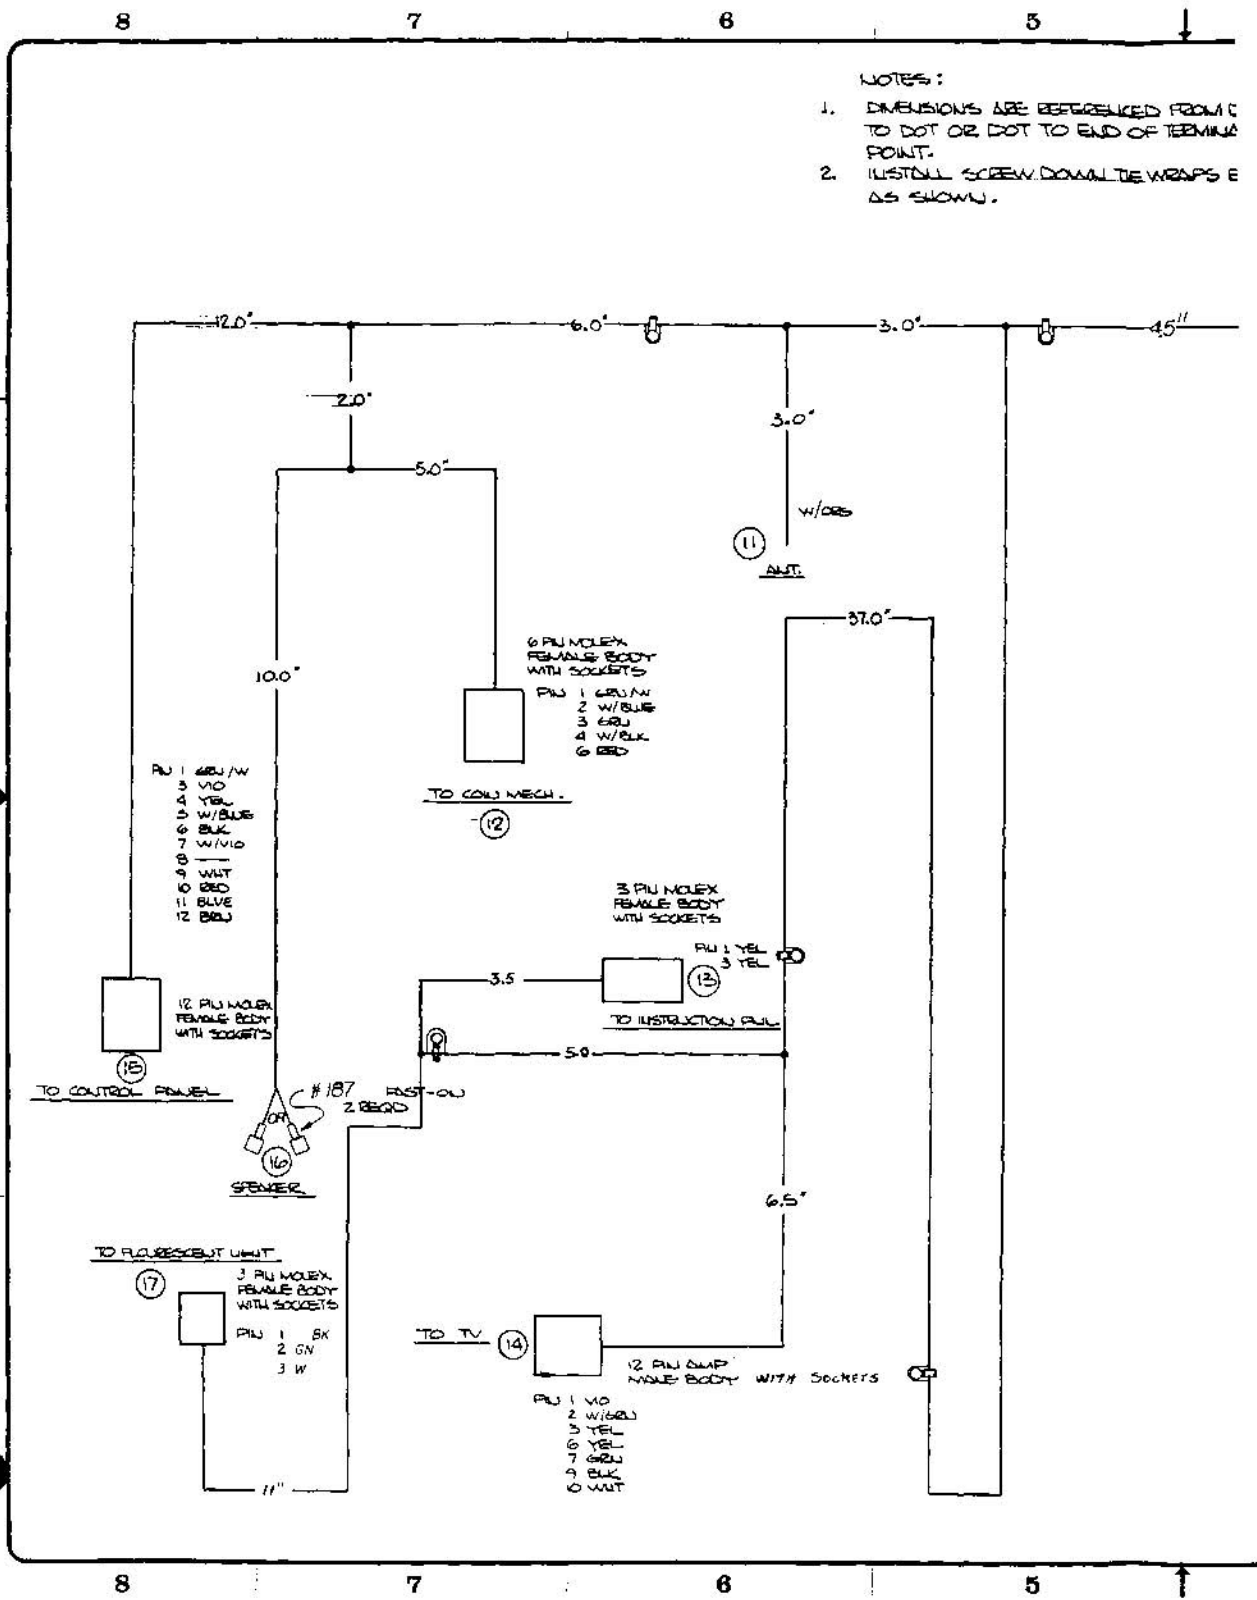 8 7 6 5
NOTES:
1. DIMENSIONS ARE REFERENCED FROM
TO DOT OR DOT TO END OF TERMINA
POINT.
2. INSTALL SCREW DOWN TIE WRAPS
AS SHOWN.
12.0" 6.0" 3.0" 45"
2.0"
3.0"
5.0"
W/ORG
11
ANT.
37.0"
6 PIN MOLEX
FEMALE BODY
WITH SOCKETS
10.0"
PIN 1 GRN/W
2 W/BLUE
3 GRN
4 W/BLK
6 RED
TO COIN MECH.
12
PIN 1 GRN/W
3 VIO
4 YEL
5 W/BLUE
6 BLK
7 W/VIO
8 —
9 WHT
10 RED
11 BLUE
12 BRN
3 PIN MOLEX
FEMALE BODY
WITH SOCKETS
PIN 1 YEL
3 YEL
3.5
13
TO INSTRUCTION PNL
12 PIN MOLEX
FEMALE BODY
WITH SOCKETS
15
TO CONTROL PANEL
5.0
#187 FAST-ON
2 REQD
OR
16
SPEAKER
6.5"
TO FLOURESCENT LIGHT
17
3 PIN MOLEX
FEMALE BODY
WITH SOCKETS
PIN 1 BK
2 GN
3 W
TO TV 14
12 PIN AMP
MALE BODY WITH SOCKETS
PIN 1 VIO
2 W/GRN
3 YEL
6 YEL
7 GRN
9 BLK
10 WHT
11"
8 7 6 5